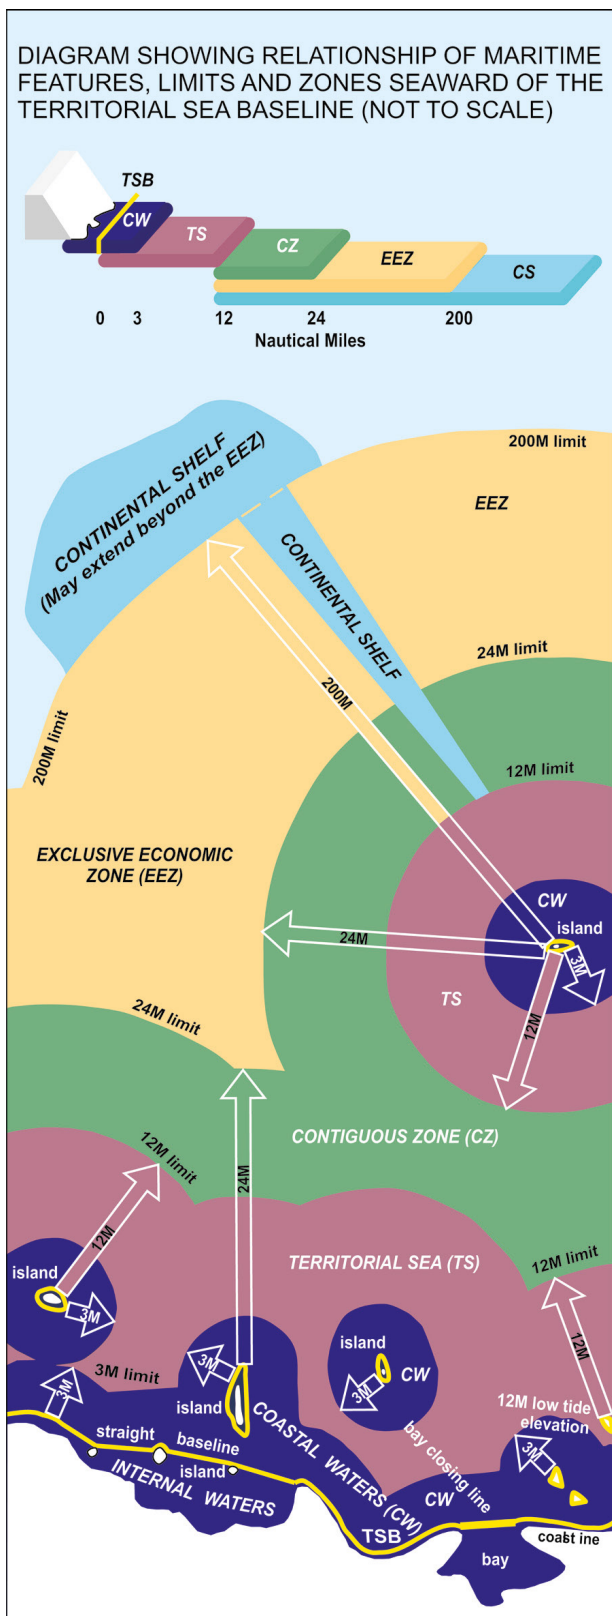 DIAGRAM SHOWING RELATIONSHIP OF MARITIME
FEATURES, LIMITS AND ZONES SEAWARD OF THE
TERRITORIAL SEA BASELINE (NOT TO SCALE)
TSB
CW
TS
CZ
EEZ
CS
0 3 12 24 200
Nautical Miles
CONTINENTAL SHELF
(May extend beyond the EEZ)
200M limit
EEZ
CONTINENTAL SHELF
24M limit
200M
200M limit
12M limit
EXCLUSIVE ECONOMIC
ZONE (EEZ)
CW
island
24M
3M
TS
12M
24M limit
CONTIGUOUS ZONE (CZ)
12M limit
24M
12M
TERRITORIAL SEA (TS)
12M limit
island
3M
12M
island
3M limit
3M
CW
3M
3M
island
12M low tide
elevation
straight
baseline
COASTAL WATERS (CW)
bay closing line
3M
island
INTERNAL WATERS
CW
TSB
coast ine
bay